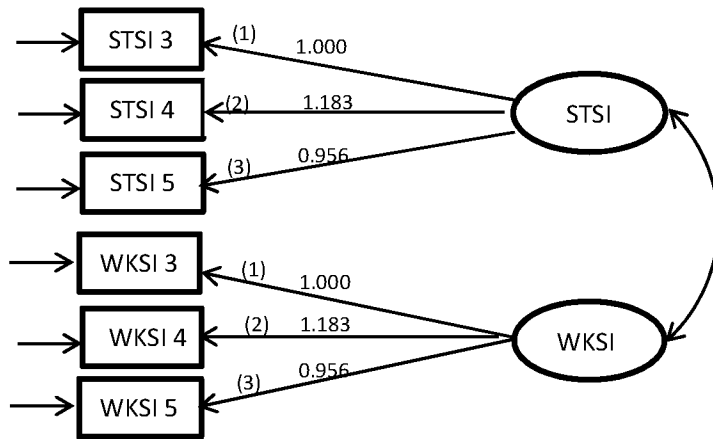 STSI 3
(1)
1.000
STSI 4
(2)
1.183
STSI
STSI 5
(3)
0.956
WKSI 3
(1)
1.000
WKSI 4
(2)
1.183
WKSI
WKSI 5
(3)
0.956